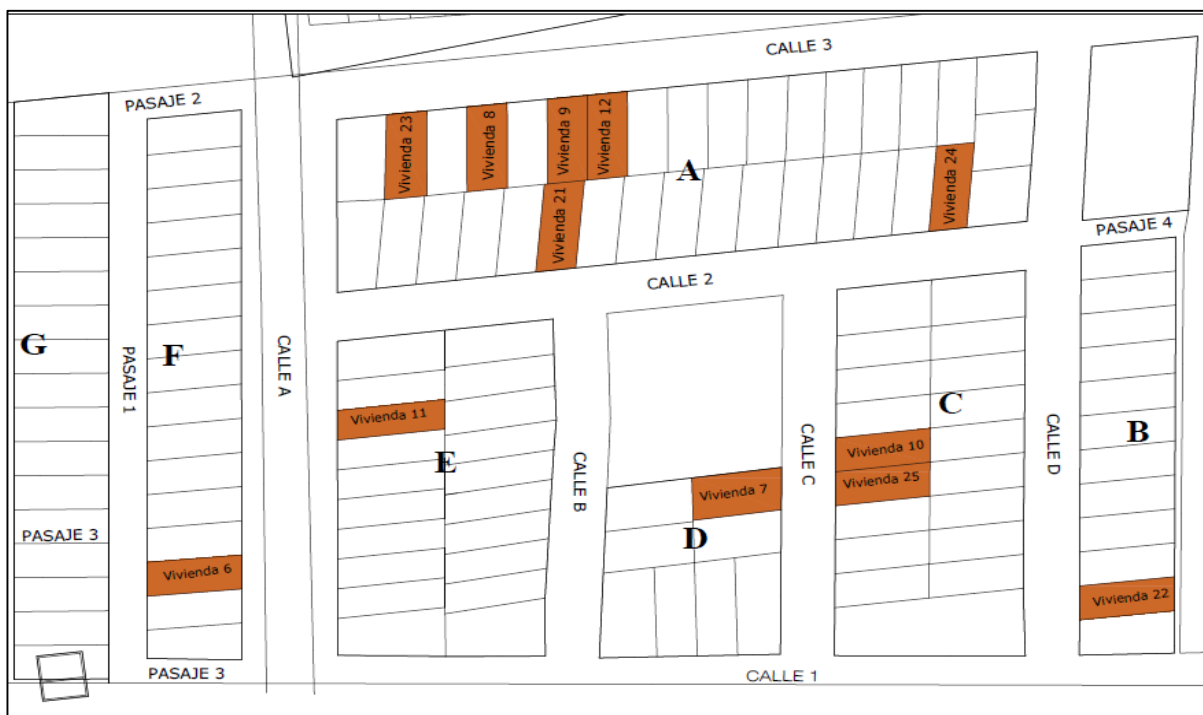 CALLE 3
PASAJE 2
Vivienda 23
Vivienda 8
Vivienda 9
Vivienda 12
A
Vivienda 24
Vivienda 21
PASAJE 4
CALLE 2
G
PASAJE 1
F
CALLE A
Vivienda 11
E
CALLE B
Vivienda 7
D
CALLE C
C
Vivienda 10
Vivienda 25
CALLE D
B
PASAJE 3
Vivienda 6
Vivienda 22
PASAJE 3
CALLE 1